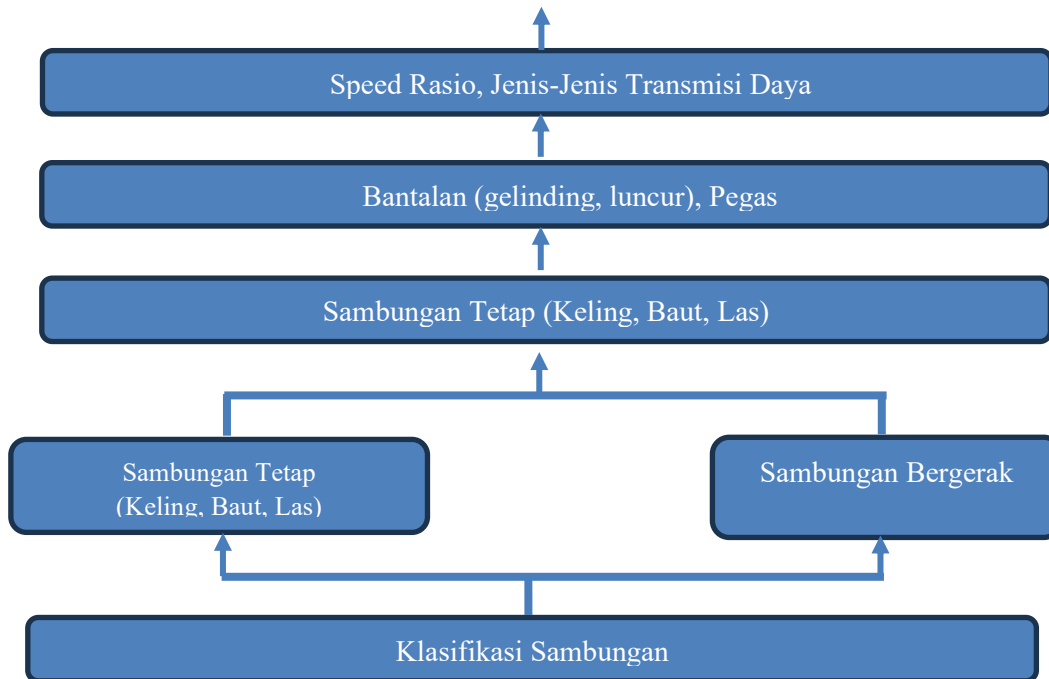 Speed Rasio, Jenis-Jenis Transmisi Daya
Bantalan (gelinding, luncur), Pegas
Sambungan Tetap (Keling, Baut, Las)
Sambungan Tetap
(Keling, Baut, Las)
Sambungan Bergerak
Klasifikasi Sambungan